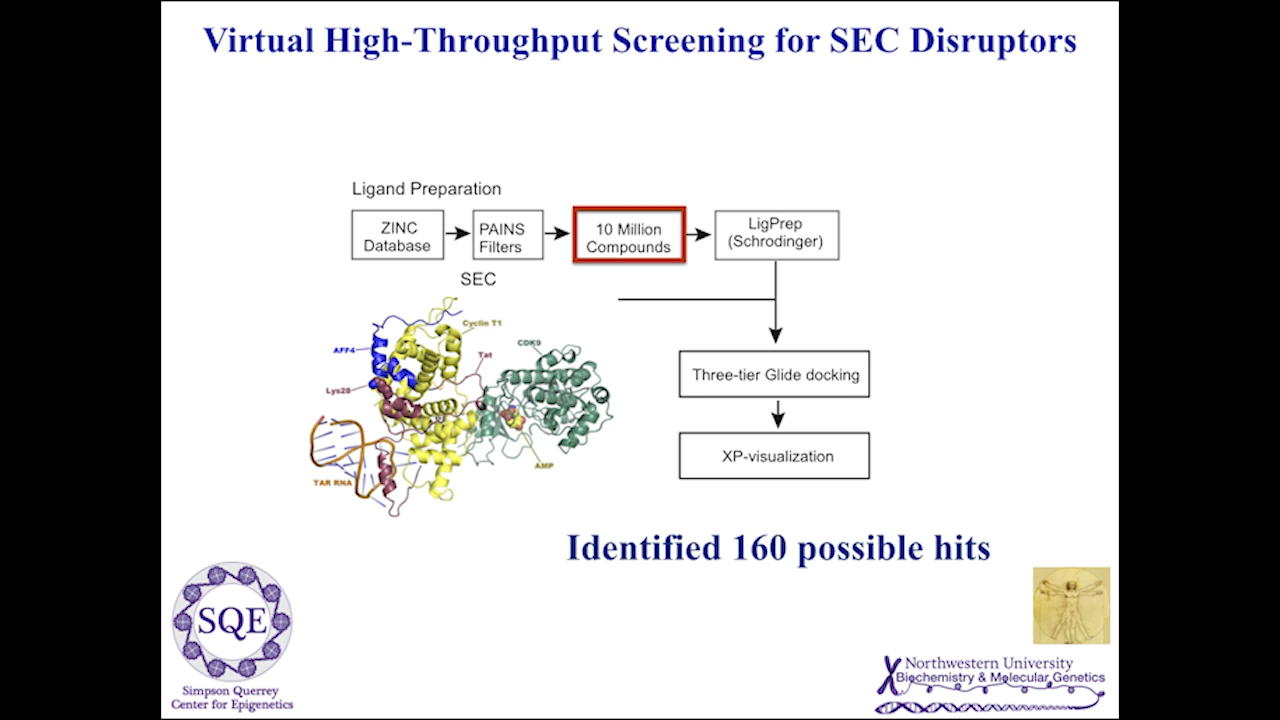 Virtual High-Throughput Screening for SEC Disruptors
Ligand Preparation
ZINC
Database
PAINS
Filters
10 Million
Compounds
LigPrep
(Schrodinger)
SEC
Cyclin T1
AFF4
Tat
CDK9
Lys28
TAR RNA
AMP
Three-tier Glide docking
XP-visualization
Identified 160 possible hits
SQE
Simpson Querrey
Center for Epigenetics
Northwestern University
Biochemistry & Molecular Genetics